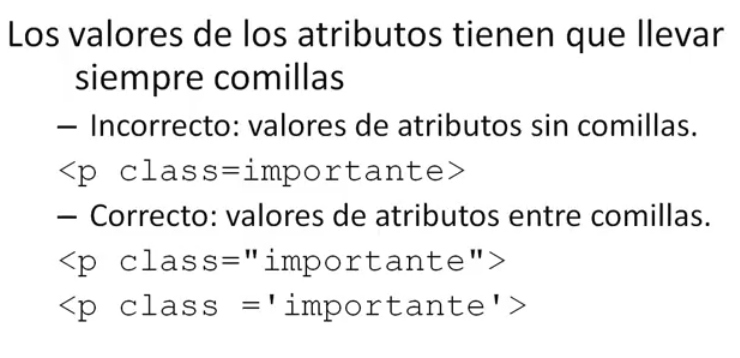 Los valores de los atributos tienen que llevar
siempre comillas
– Incorrecto: valores de atributos sin comillas.
<p class=importante>
– Correcto: valores de atributos entre comillas.
<p class="importante">
<p class ='importante'>